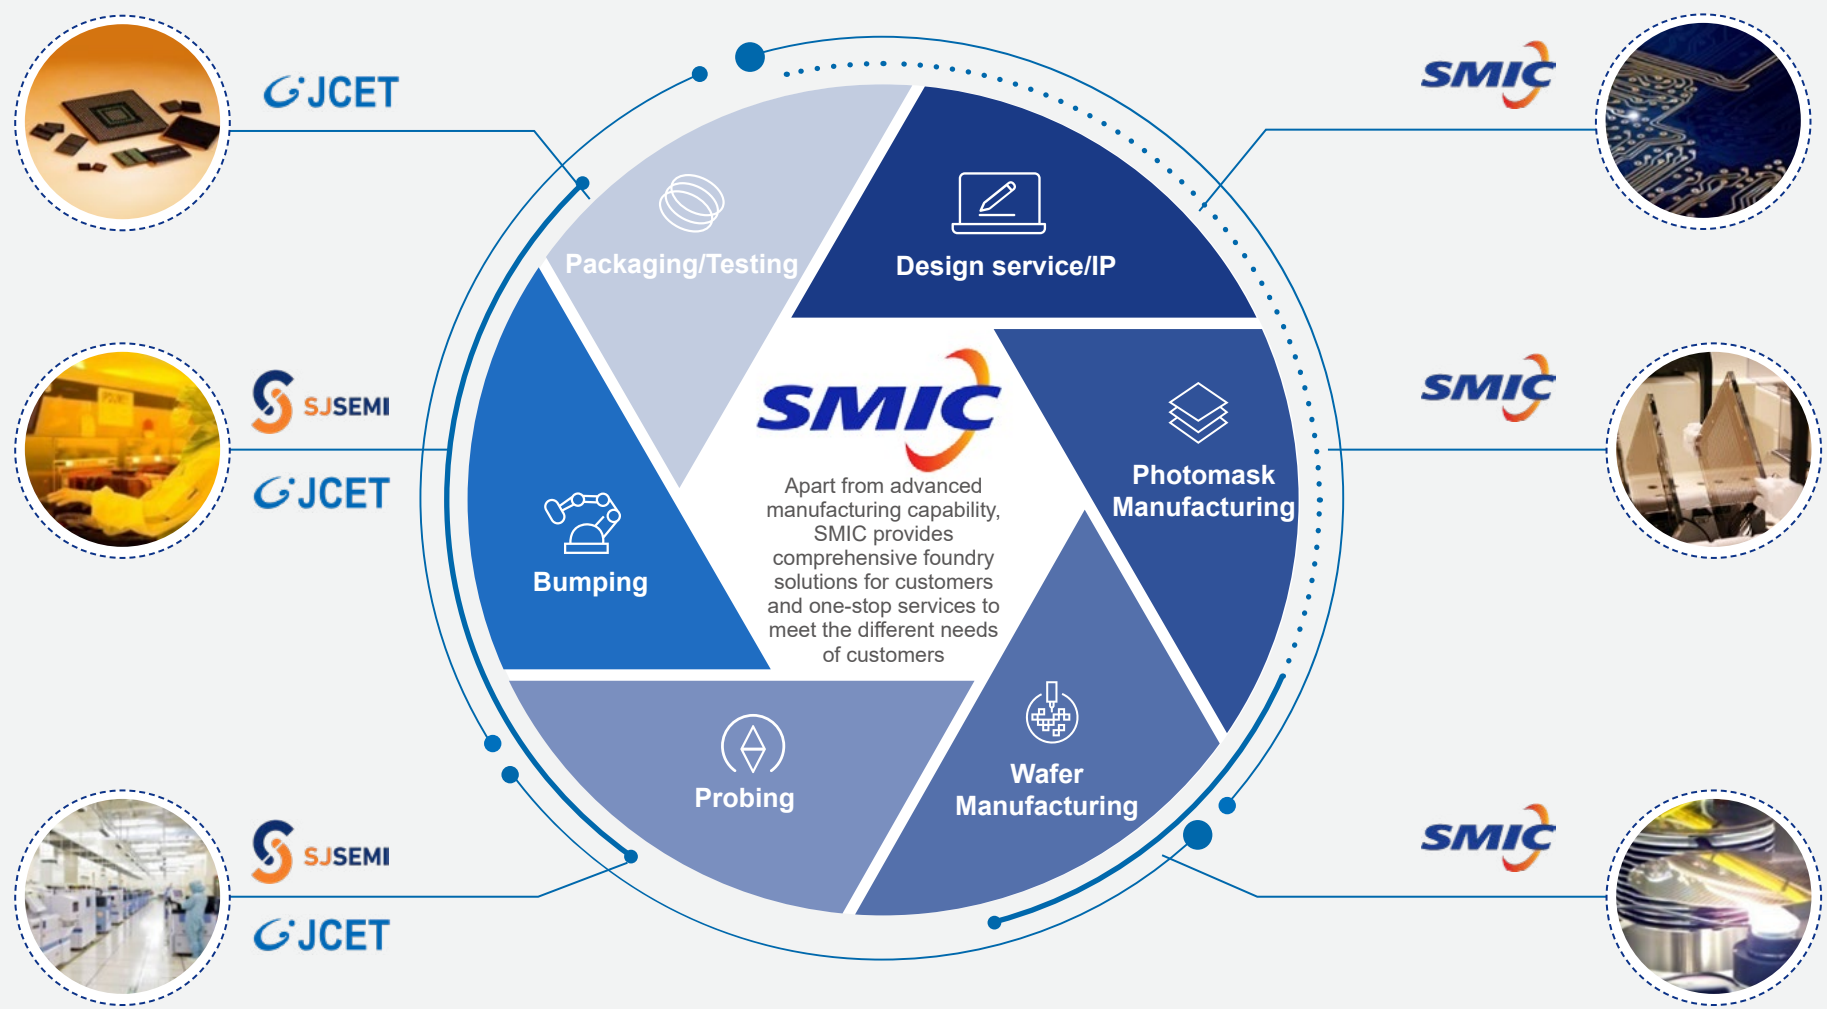 JCET
SMIC
Packaging/Testing
Design service/IP
SJSEMI
JCET
SMIC
SMIC
Photomask
Manufacturing
Apart from advanced
manufacturing capability,
SMIC provides
comprehensive foundry
solutions for customers
and one-stop services to
meet the different needs
of customers
Bumping
Probing
Wafer
Manufacturing
SJSEMI
JCET
SMIC